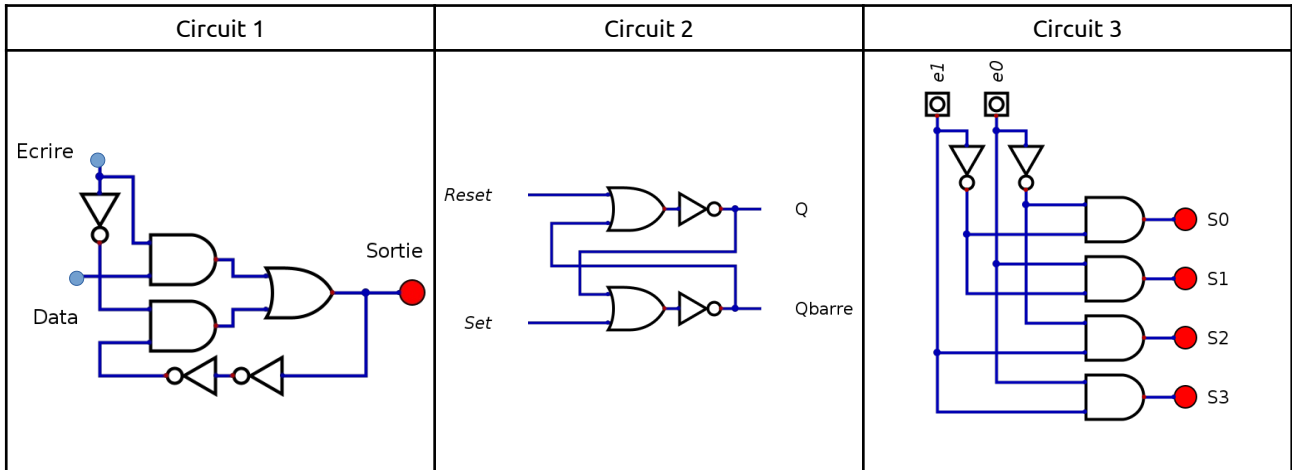 Circuit 1
Circuit 2
Circuit 3
Ecrire
Data
Sortie
Reset
Set
Q
Qbarre
e1
e0
S0
S1
S2
S3